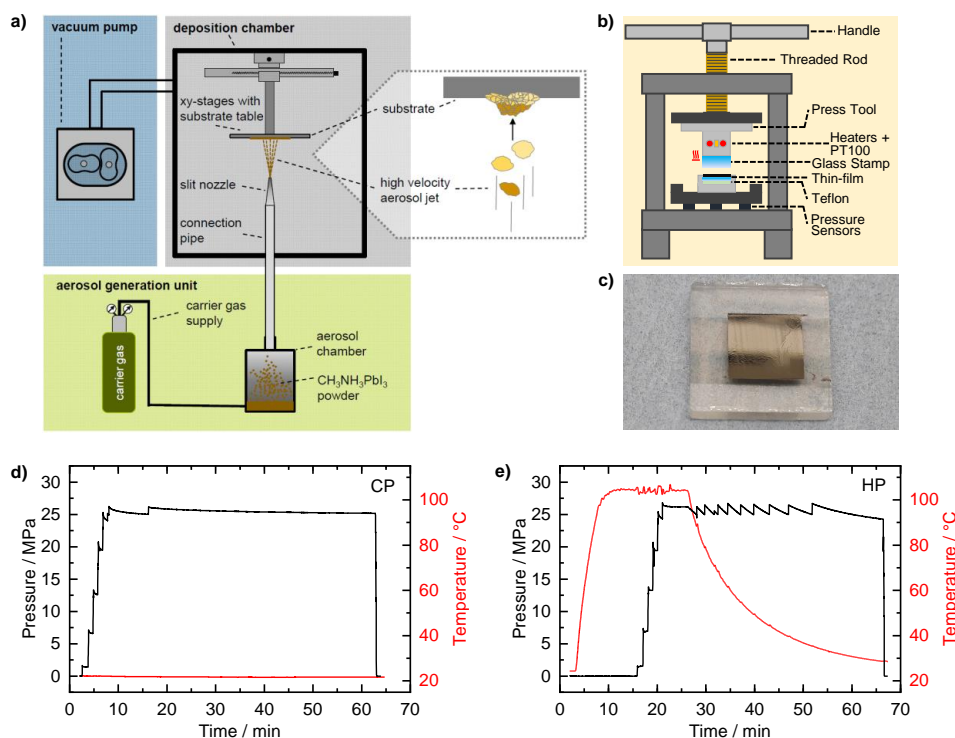 a)
vacuum pump
deposition chamber
xy-stages with
substrate table
substrate
slit nozzle
high velocity
aerosol jet
connection
pipe
aerosol generation unit
carrier gas
supply
carrier gas
aerosol
chamber
CH₃NH₃PbI₃
powder
b)
Handle
Threaded Rod
Press Tool
Heaters +
PT100
Glass Stamp
Thin-film
Teflon
Pressure
Sensors
c)
d)
CP
Pressure / MPa
30
25
20
15
10
5
0
Temperature / °C
100
80
60
40
20
0 10 20 30 40 50 60 70
Time / min
e)
HP
Pressure / MPa
30
25
20
15
10
5
0
Temperature / °C
100
80
60
40
20
0 10 20 30 40 50 60 70
Time / min